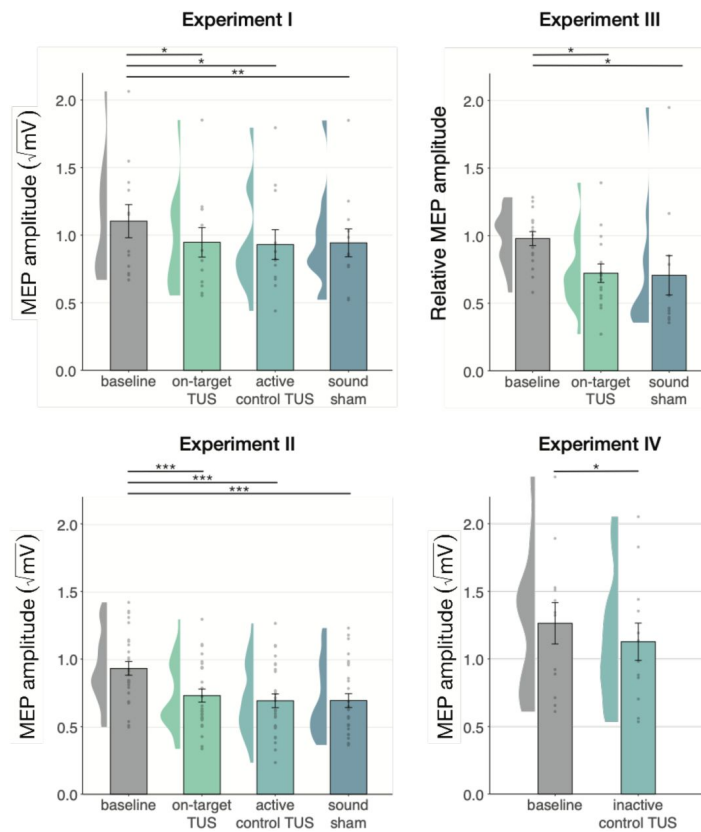 Experiment I
*
*
**
MEP amplitude (√mV)
2.0
1.5
1.0
0.5
0.0
baseline
on-target TUS
active control TUS
sound sham
Experiment III
*
*
Relative MEP amplitude
2.0
1.5
1.0
0.5
0.0
baseline
on-target TUS
sound sham
Experiment II
***
***
***
MEP amplitude (√mV)
2.0
1.5
1.0
0.5
0.0
baseline
on-target TUS
active control TUS
sound sham
Experiment IV
*
MEP amplitude (√mV)
2.0
1.5
1.0
0.5
0.0
baseline
inactive control TUS